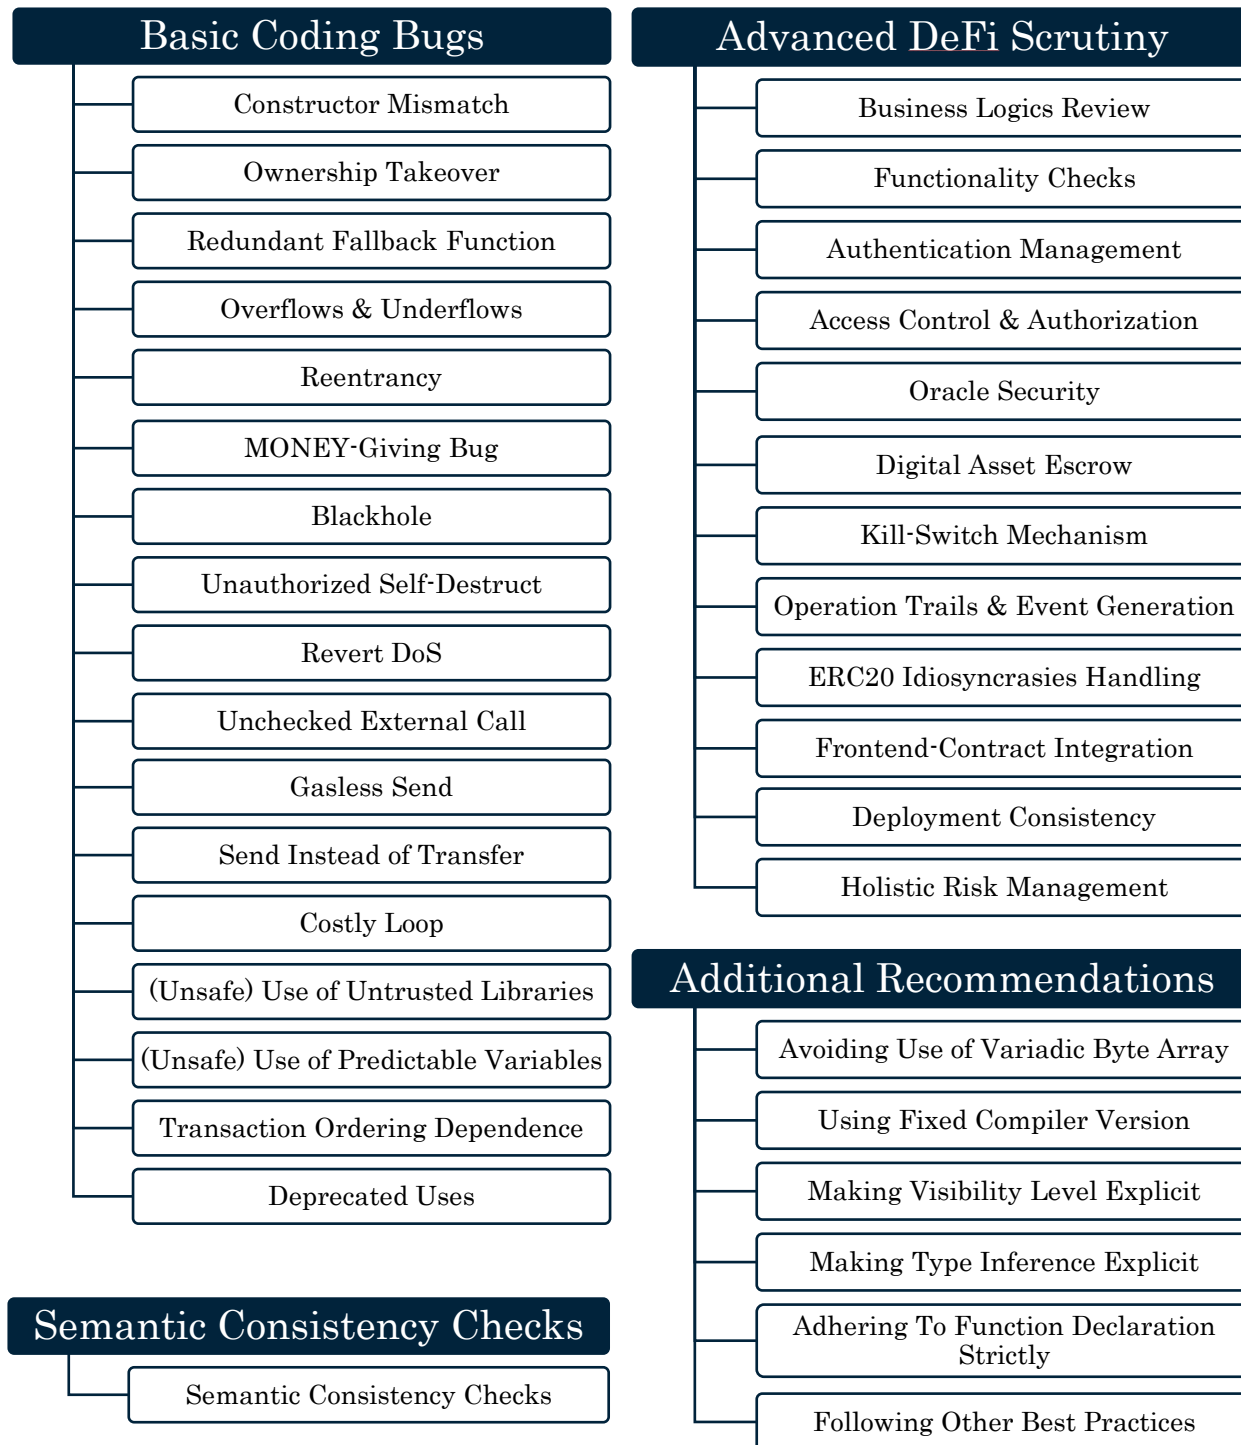 Basic Coding Bugs
Constructor Mismatch
Ownership Takeover
Redundant Fallback Function
Overflows & Underflows
Reentrancy
MONEY-Giving Bug
Blackhole
Unauthorized Self-Destruct
Revert DoS
Unchecked External Call
Gasless Send
Send Instead of Transfer
Costly Loop
(Unsafe) Use of Untrusted Libraries
(Unsafe) Use of Predictable Variables
Transaction Ordering Dependence
Deprecated Uses
Semantic Consistency Checks
Semantic Consistency Checks
Advanced DeFi Scrutiny
Business Logics Review
Functionality Checks
Authentication Management
Access Control & Authorization
Oracle Security
Digital Asset Escrow
Kill-Switch Mechanism
Operation Trails & Event Generation
ERC20 Idiosyncrasies Handling
Frontend-Contract Integration
Deployment Consistency
Holistic Risk Management
Additional Recommendations
Avoiding Use of Variadic Byte Array
Using Fixed Compiler Version
Making Visibility Level Explicit
Making Type Inference Explicit
Adhering To Function Declaration
Strictly
Following Other Best Practices